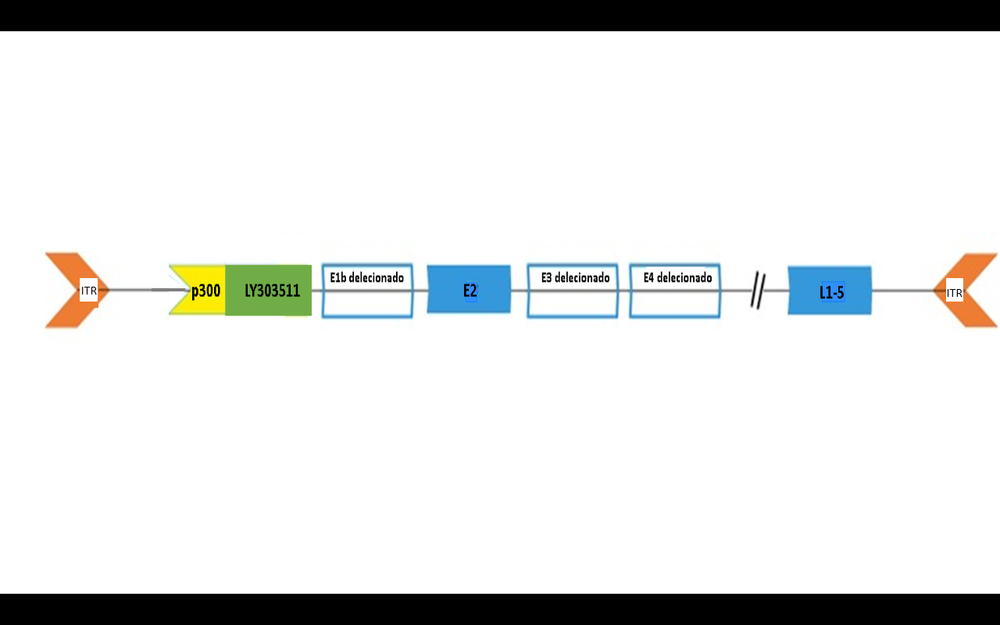 ITR
p300
LY303511
E1b delecionado
E2
E3 delecionado
E4 delecionado
L1-5
ITR